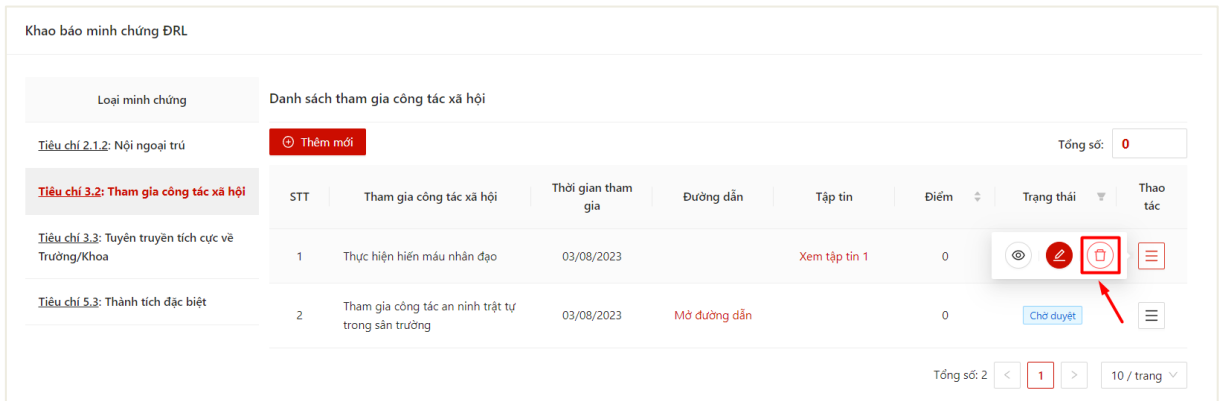 Khao báo minh chứng ĐRL
Loại minh chứng
Tiêu chí 2.1.2: Nội ngoại trú
Tiêu chí 3.2: Tham gia công tác xã hội
Tiêu chí 3.3: Tuyên truyền tích cực về
Trường/Khoa
Tiêu chí 5.3: Thành tích đặc biệt
Danh sách tham gia công tác xã hội
Thêm mới
Tổng số: 0
STT Tham gia công tác xã hội Thời gian tham gia Đường dẫn Tập tin Điểm Trạng thái Thao tác
1 Thực hiện hiến máu nhân đạo 03/08/2023 Xem tập tin 1 0
2 Tham gia công tác an ninh trật tự
trong sân trường 03/08/2023 Mở đường dẫn 0 Chờ duyệt
Tổng số: 2 < 1 > 10 / trang